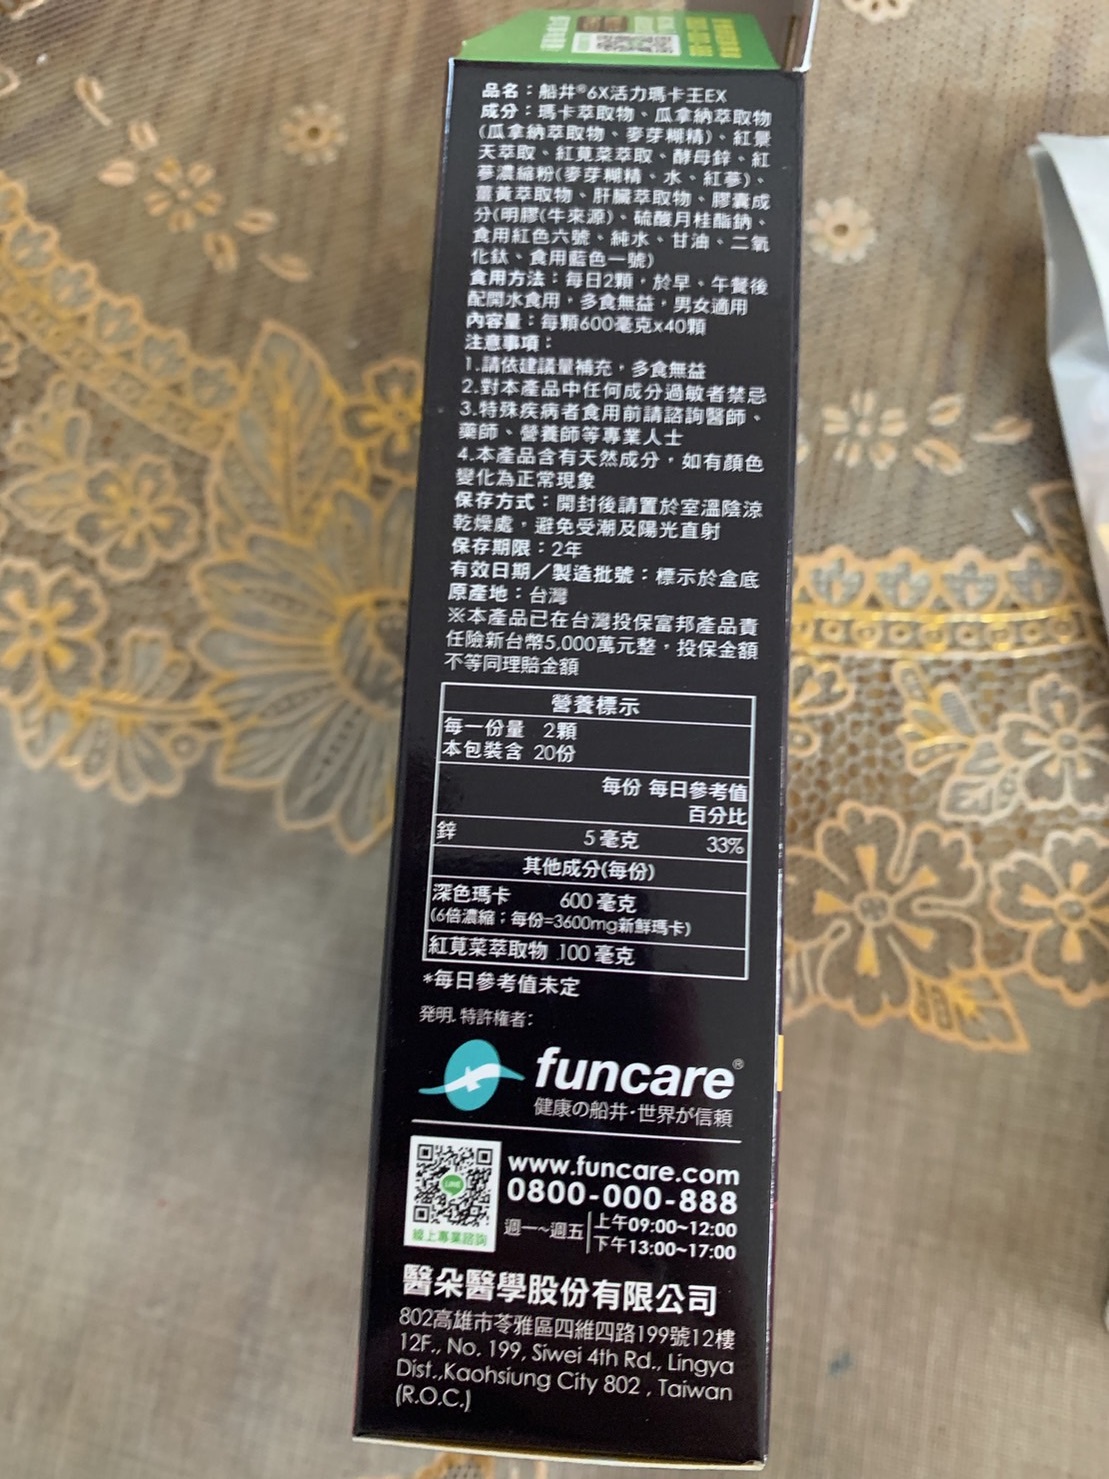 品名：船井®6X活力瑪卡王EX
成分：瑪卡萃取物、瓜拿納萃取物
(瓜拿納萃取物、麥芽糊精)、紅景
天萃取、紅莧菜萃取、酵母鋅、紅
蔘濃縮粉(麥芽糊精、水、紅蔘)、
薑黃萃取物、肝臟萃取物、膠囊成
分(明膠(牛來源)、硫酸月桂酯鈉、
食用紅色六號、純水、甘油、二氧
化鈦、食用藍色一號)
食用方法：每日2顆，於早、午餐後
配開水食用，多食無益，男女適用
內容量：每顆600毫克x40顆
注意事項：
1.請依建議量補充，多食無益
2.對本產品中任何成分過敏者禁忌
3.特殊疾病者食用前請諮詢醫師、
藥師、營養師等專業人士
4.本產品含有天然成分，如有顏色
變化為正常現象
保存方式：開封後請置於室溫陰涼
乾燥處，避免受潮及陽光直射
保存期限：2年
有效日期／製造批號：標示於盒底
原產地：台灣
※本產品已在台灣投保富邦產品責
任險新台幣5,000萬元整，投保金額
不等同理賠金額
營養標示
每一份量 2顆
本包裝含 20份
每份 每日參考值
百分比
鋅 5毫克 33%
其他成分(每份)
深色瑪卡 600毫克
(6倍濃縮；每份=3600mg新鮮瑪卡)
紅莧菜萃取物 100毫克
*每日參考值未定
発明.特許権者:
funcare®
健康の船井・世界が信頼
www.funcare.com
0800-000-888
LINE
線上專業諮詢
週一~週五 上午09:00~12:00
下午13:00~17:00
醫朵醫學股份有限公司
802高雄市苓雅區四維四路199號12樓
12F., No. 199, Siwei 4th Rd., Lingya
Dist.,Kaohsiung City 802 , Taiwan
(R.O.C.)